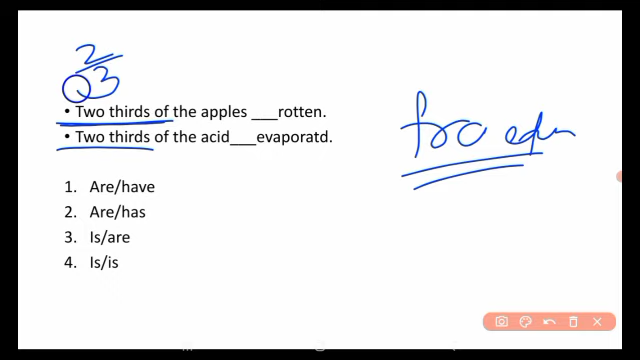 2
3
• Two thirds of the apples ___rotten.
• Two thirds of the acid___evaporatd.
1. Are/have
2. Are/has
3. Is/are
4. Is/is